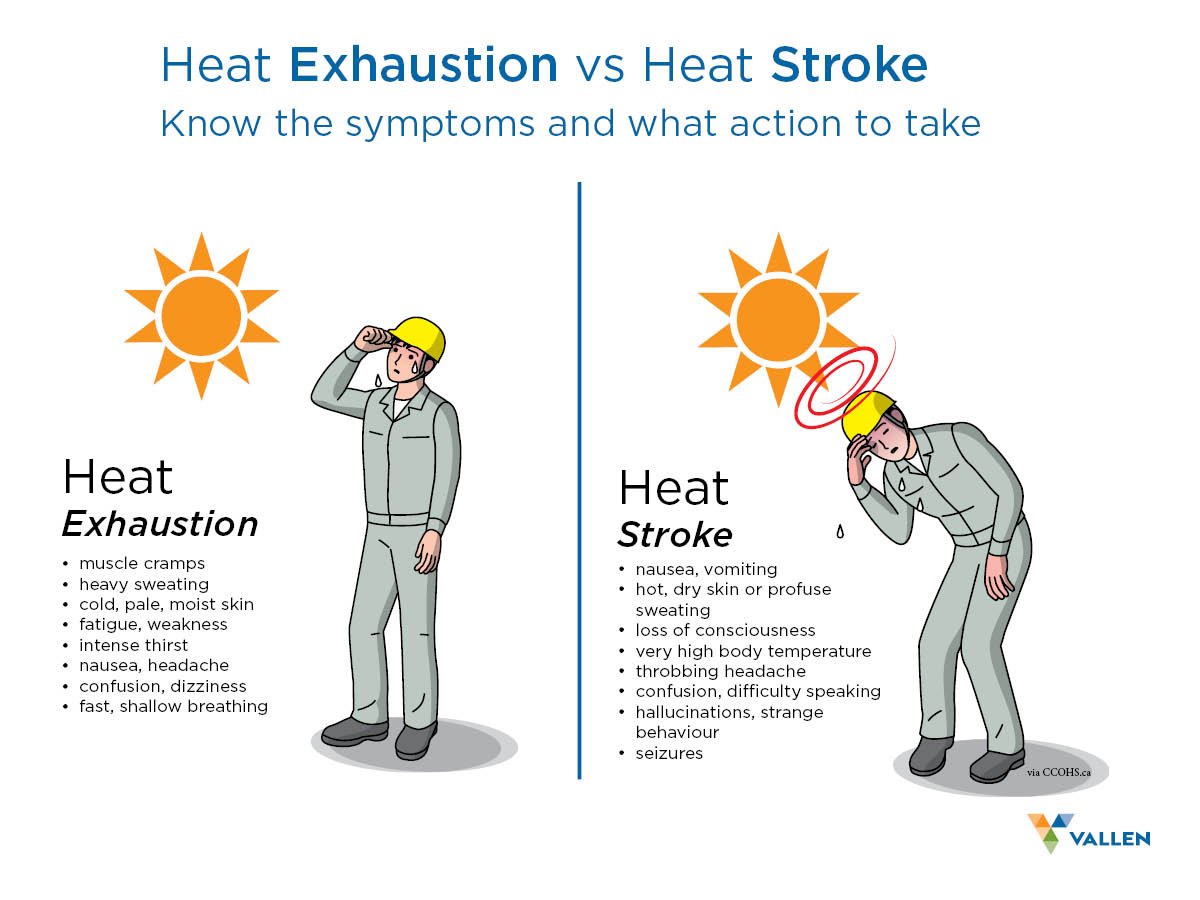 Heat Exhaustion vs Heat Stroke
Know the symptoms and what action to take
Heat
Exhaustion
• muscle cramps
• heavy sweating
• cold, pale, moist skin
• fatigue, weakness
• intense thirst
• nausea, headache
• confusion, dizziness
• fast, shallow breathing
Heat
Stroke
• nausea, vomiting
• hot, dry skin or profuse
sweating
• loss of consciousness
• very high body temperature
• throbbing headache
• confusion, difficulty speaking
• hallucinations, strange
behaviour
• seizures
via CCOHS.ca
VALLEN